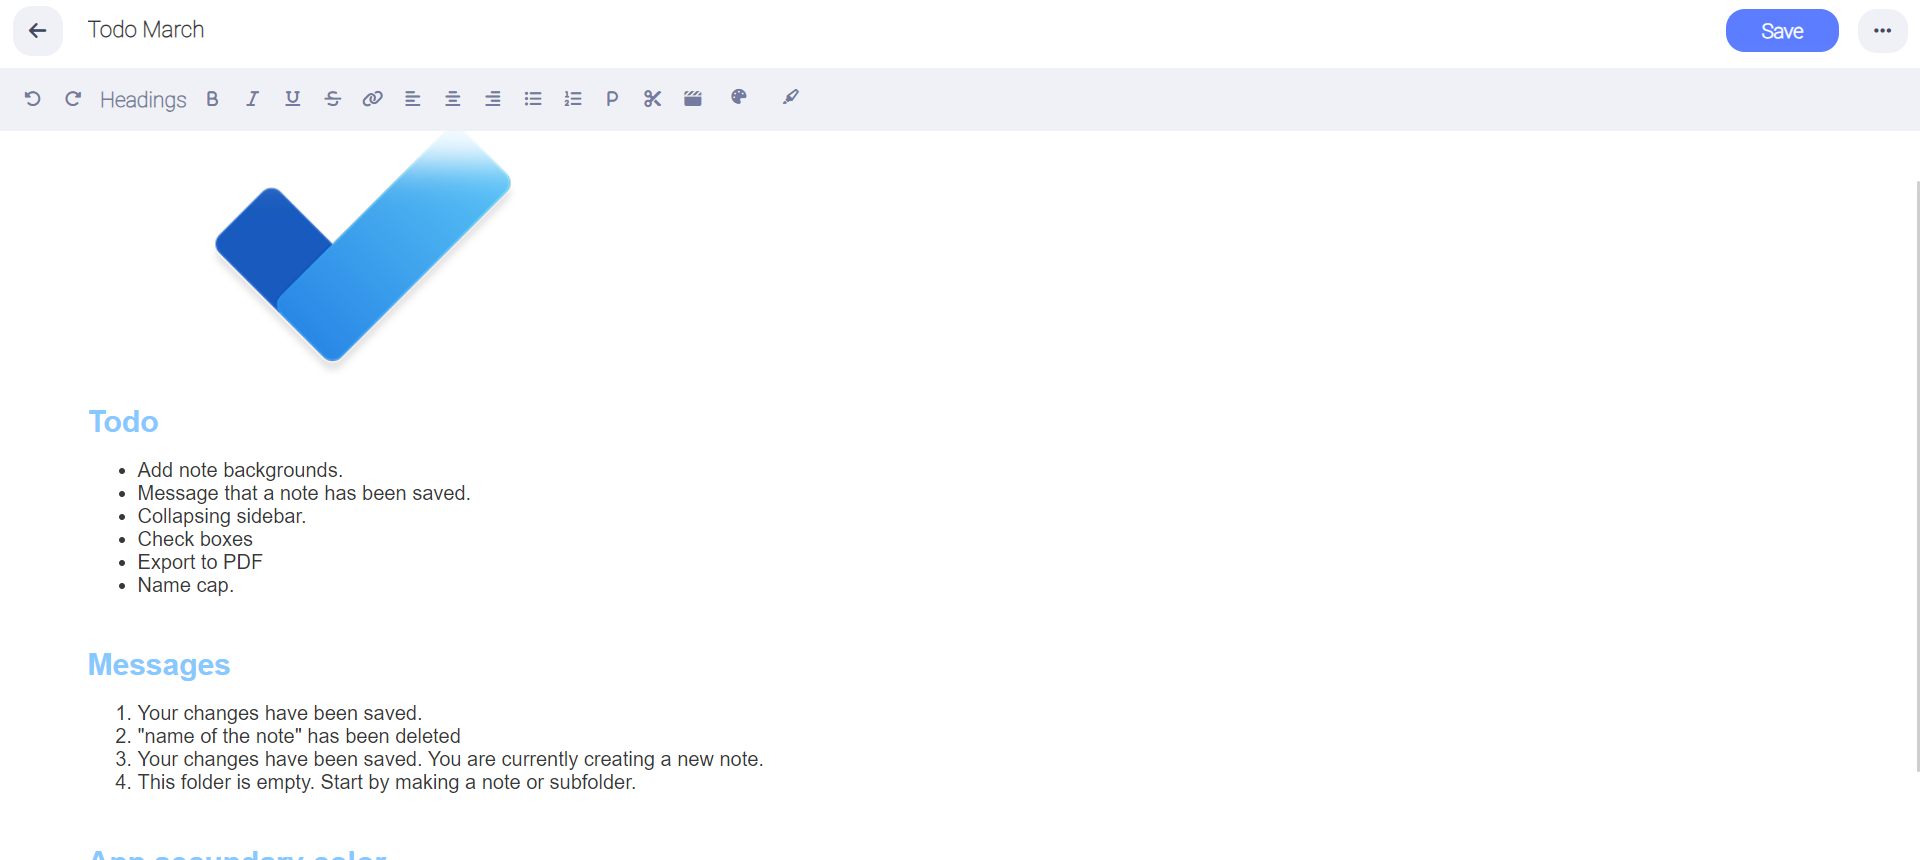 Todo March
Save
Headings B I U S P
Todo
• Add note backgrounds.
• Message that a note has been saved.
• Collapsing sidebar.
• Check boxes
• Export to PDF
• Name cap.
Messages
1. Your changes have been saved.
2. "name of the note" has been deleted
3. Your changes have been saved. You are currently creating a new note.
4. This folder is empty. Start by making a note or subfolder.
App secundary color